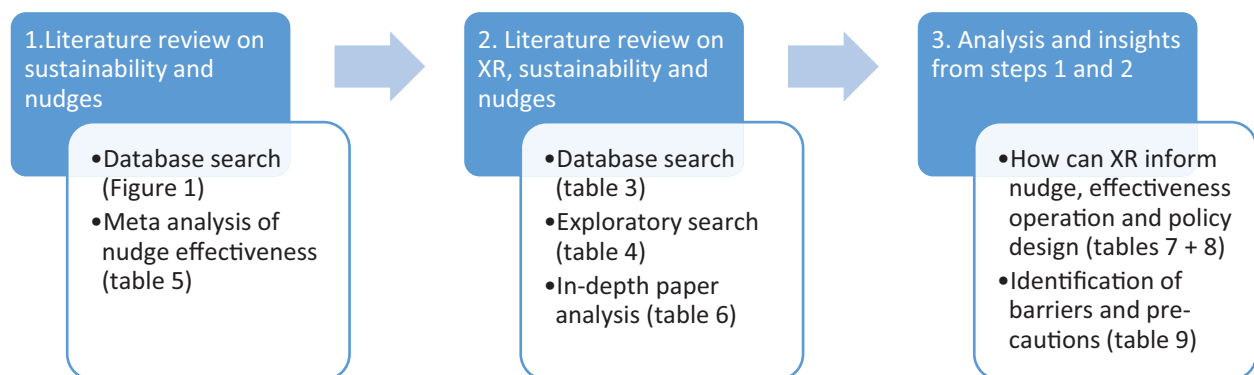 1.Literature review on
sustainability and
nudges
•Database search
(Figure 1)
•Meta analysis of
nudge effectiveness
(table 5)
2. Literature review on
XR, sustainability and
nudges
•Database search
(table 3)
•Exploratory search
(table 4)
•In-depth paper
analysis (table 6)
3. Analysis and insights
from steps 1 and 2
•How can XR inform
nudge, effectiveness
operation and policy
design (tables 7 + 8)
•Identification of
barriers and pre-
cautions (table 9)